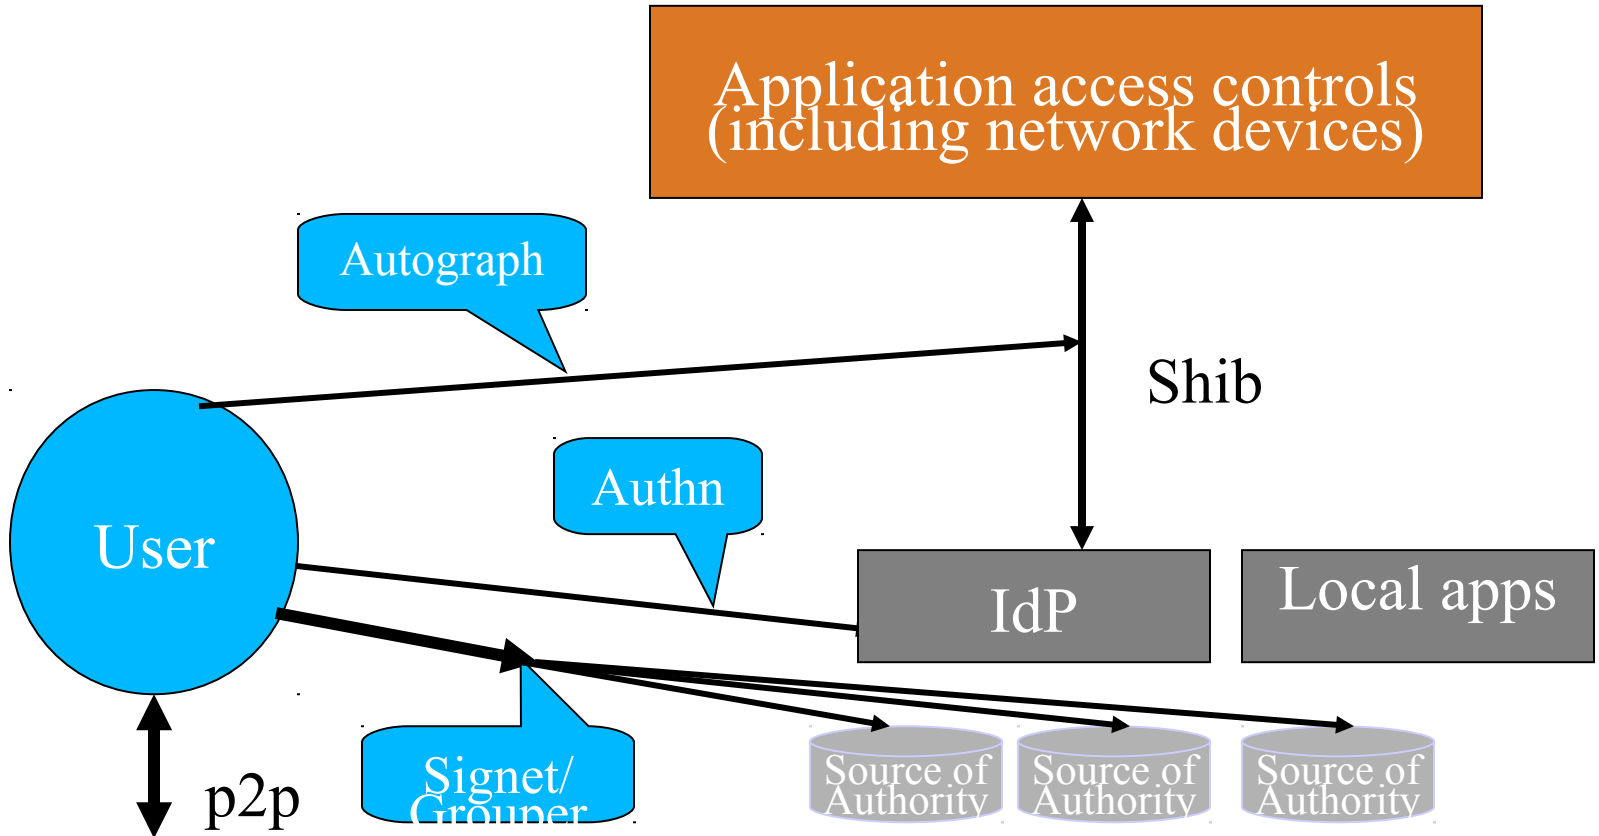 Application access controls
(including network devices)
Autograph
Shib
Authn
User
IdP
Local apps
Signet/
Grouper
Source of
Authority
Source of
Authority
Source of
Authority
p2p